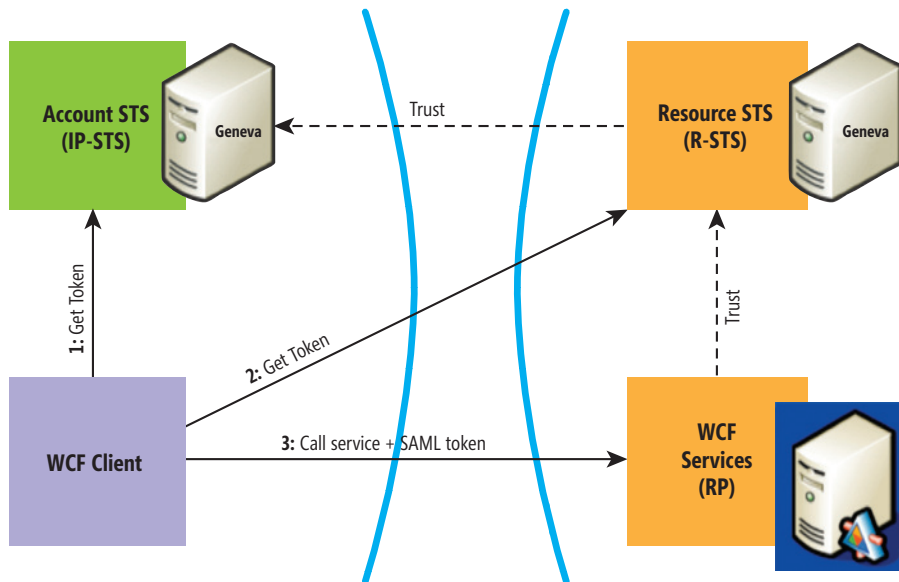 Account STS
(IP-STS)
Geneva
Trust
Resource STS
(R-STS)
Geneva
1: Get Token
2: Get Token
Trust
WCF Client
3: Call service + SAML token
WCF
Services
(RP)